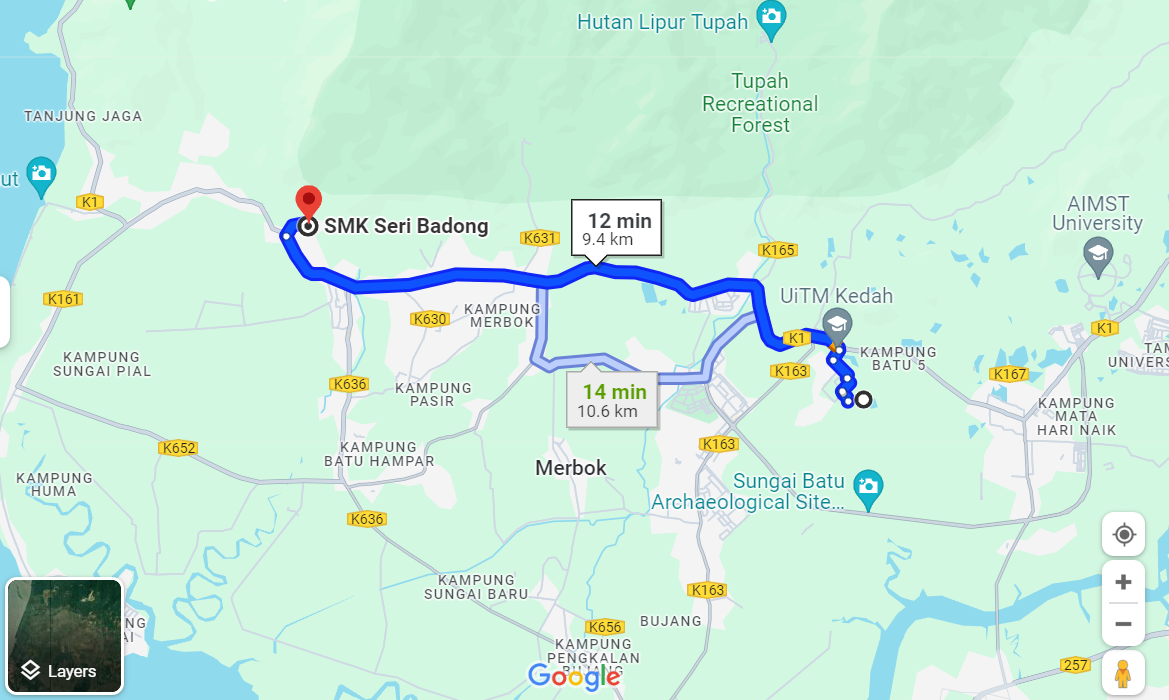 Hutan Lipur Tupah
Tupah
Recreational
Forest
TANJUNG JAGA
ut
K1
SMK Seri Badong
AIMST
University
K631
12 min
9.4 km
K165
K161
UiTM Kedah
KAMPUNG
MERBOK
K630
K1
K1
KAMPUNG
SUNGAI PIAL
KAMPUNG
BATU 5
TAM
UNIVERS
K163
K167
K636
KAMPUNG
PASIR
14 min
10.6 km
KAMPUNG
MATA
HARI NAIK
K652
KAMPUNG
BATU HAMPAR
K163
KAMPUNG
HUMA
Merbok
Sungai Batu
Archaeological Site...
K636
KAMPUNG
SUNGAI BARU
K163
NG
AI
K656
BUJANG
KAMPUNG
PENGKALAN
BUJANG
257
Layers
Google